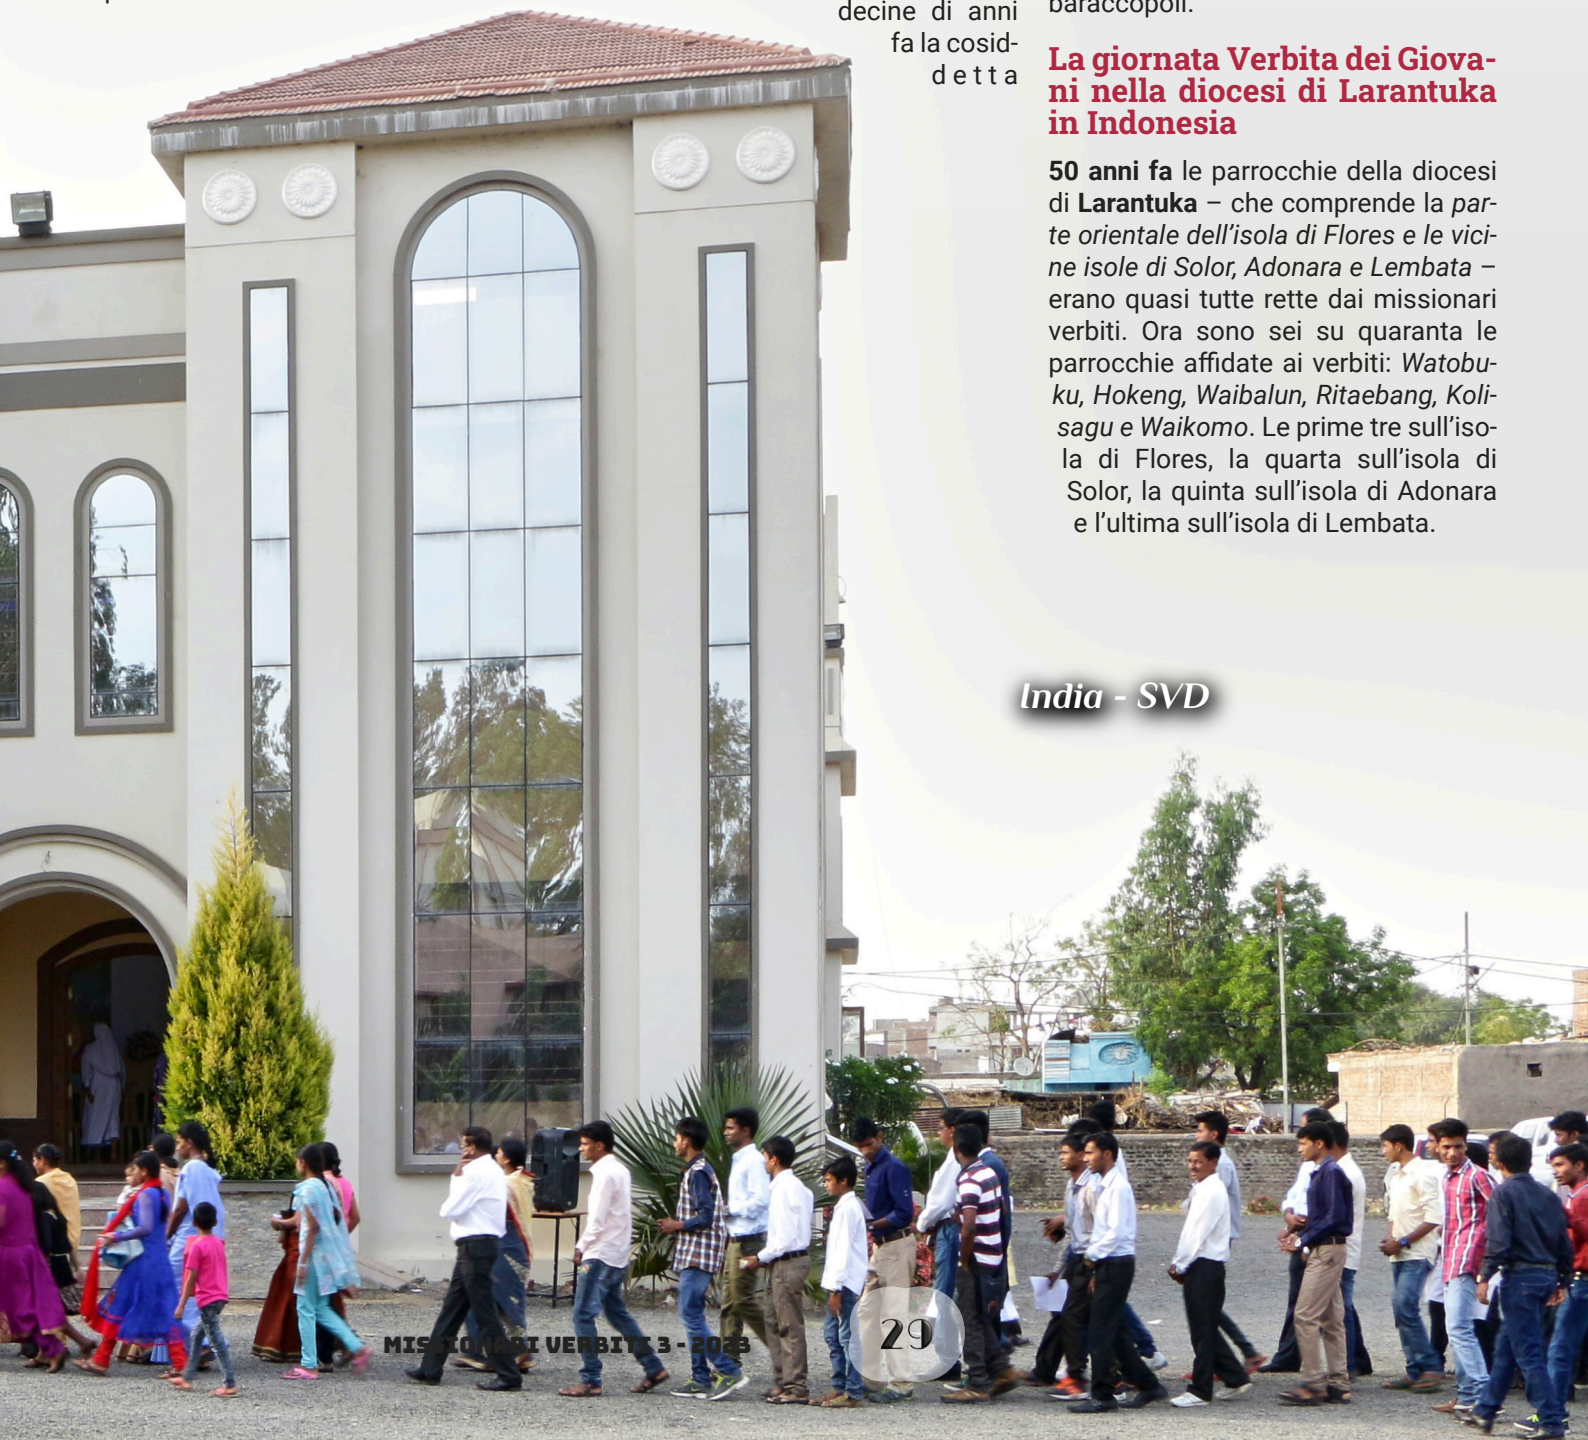 decine di anni
fa la cosid-
detta
baraccopoli.
La giornata Verbita dei Giova-
ni nella diocesi di Larantuka
in Indonesia
50 anni fa le parrocchie della diocesi
di Larantuka – che comprende la par-
te orientale dell'isola di Flores e le vici-
ne isole di Solor, Adonara e Lembata –
erano quasi tutte rette dai missionari
verbiti. Ora sono sei su quaranta le
parrocchie affidate ai verbiti: Watobu-
ku, Hokeng, Waibalun, Ritaebang, Koli-
sagu e Waikomo. Le prime tre sull'iso-
la di Flores, la quarta sull'isola di
Solor, la quinta sull'isola di Adonara
e l'ultima sull'isola di Lembata.
India - SVD
MISSIONARI VERBITI 3 - 2023
29